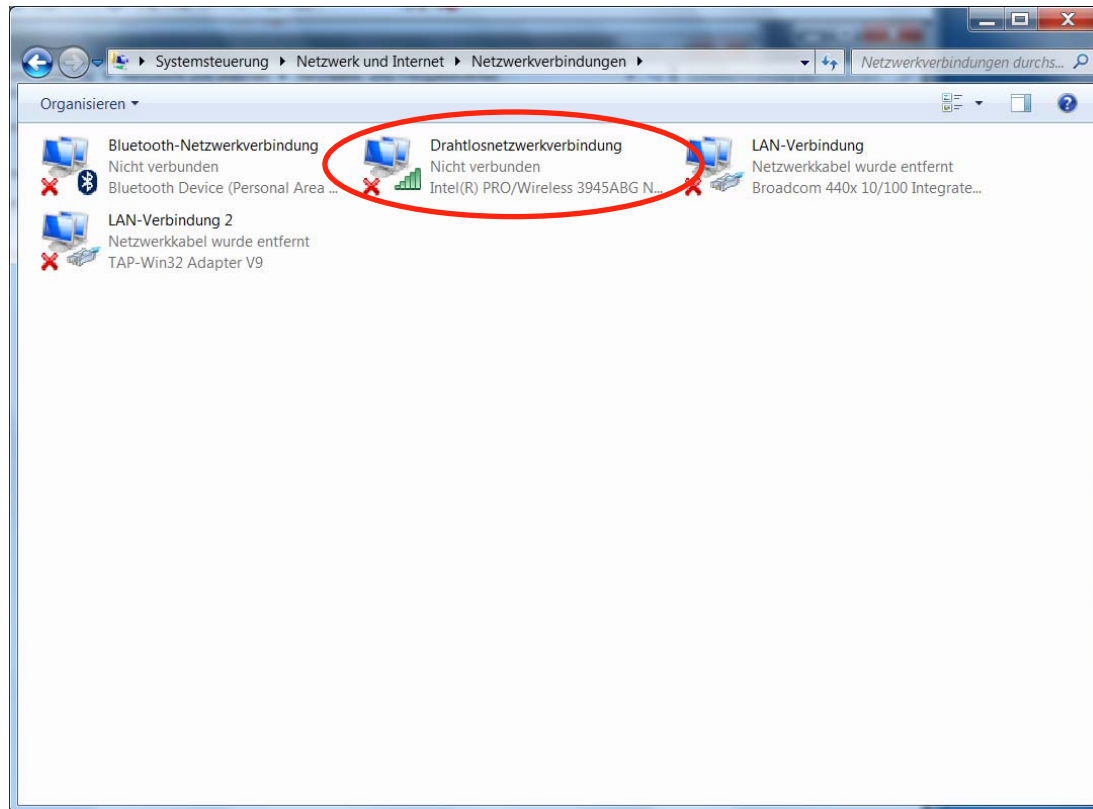 Systemsteuerung ▸ Netzwerk und Internet ▸ Netzwerkverbindungen ▸
Netzwerkverbindungen durchs...
Organisieren
Bluetooth-Netzwerkverbindung
Nicht verbunden
Bluetooth Device (Personal Area ...
Drahtlosnetzwerkverbindung
Nicht verbunden
Intel(R) PRO/Wireless 3945ABG N...
LAN-Verbindung
Netzwerkkabel wurde entfernt
Broadcom 440x 10/100 Integrate...
LAN-Verbindung 2
Netzwerkkabel wurde entfernt
TAP-Win32 Adapter V9